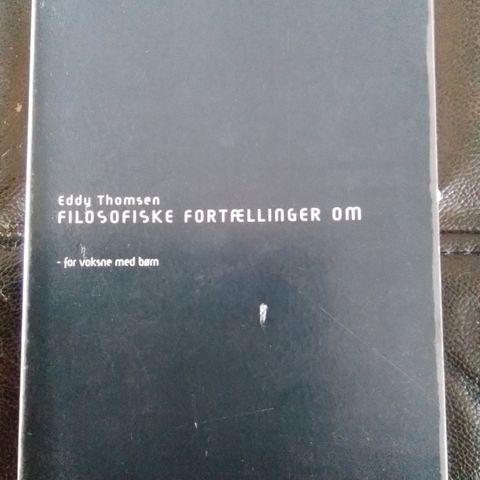 Eddy Thomsen
FILOSOFISKE FORTÆLLINGER OM
- for voksne med børn